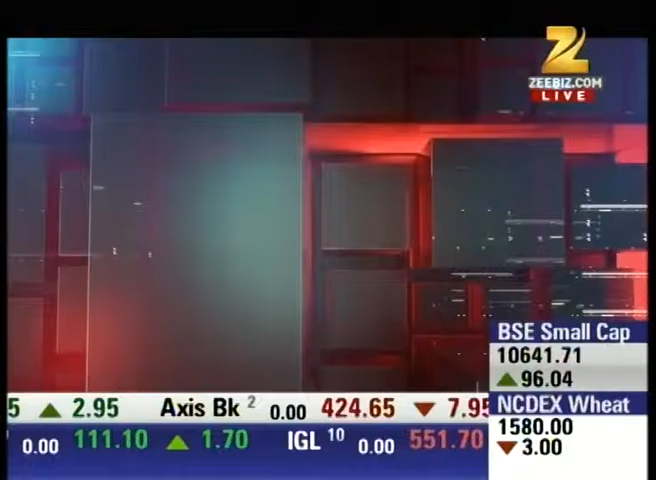 ZEEBIZ.COM
LIVE
BSE Small Cap
10641.71
▲ 96.04
NCDEX Wheat
1580.00
▼ 3.00
5 ▲ 2.95 Axis Bk 2 0.00 424.65 ▼ 7.95
0.00 111.10 ▲ 1.70 IGL 10 0.00 551.70